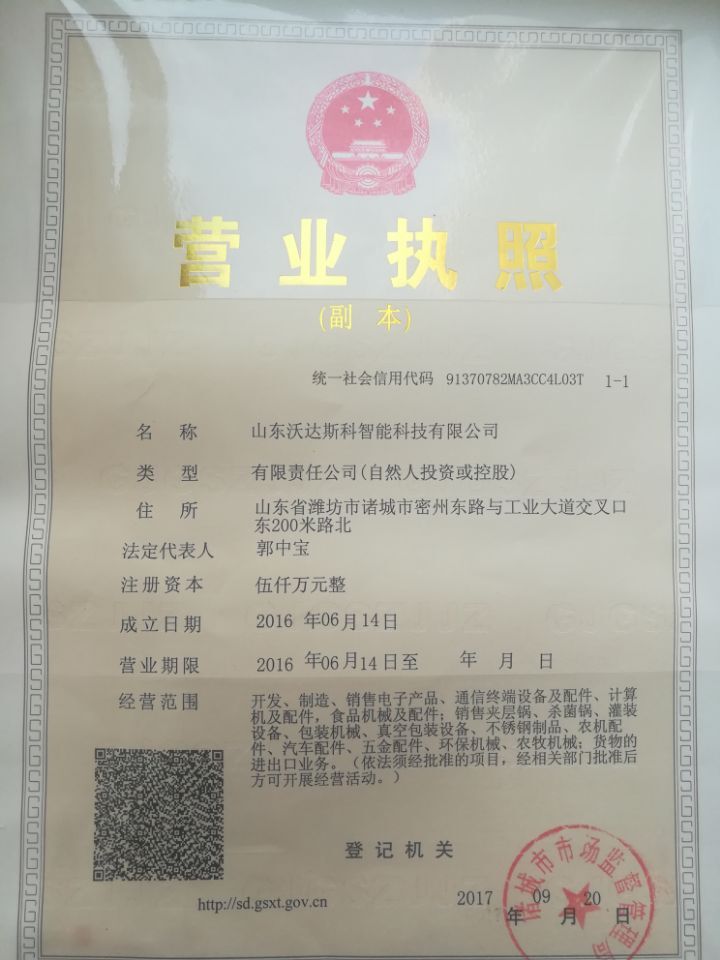 营业执照
(副 本)
统一社会信用代码 91370782MA3CC4L03T 1-1
名 称 山东沃达斯科智能科技有限公司
类 型 有限责任公司(自然人投资或控股)
住 所 山东省潍坊市诸城市密州东路与工业大道交叉口
东200米路北
法定代表人 郭中宝
注册资本 伍仟万元整
成立日期 2016 年06月14日
营业期限 2016 年06月14日至 年 月 日
经营范围 开发、制造、销售电子产品、通信终端设备及配件、计算
机及配件，食品机械及配件；销售夹层锅、杀菌锅、灌装
设备、包装机械、真空包装设备、不锈钢制品、农机配
件、汽车配件、五金配件、环保机械、农牧机械；货物的
进出口业务。（依法须经批准的项目，经相关部门批准后
方可开展经营活动。）
登记机关
诸城市市场监督管理局
2017 年 09 月 20 日
http://sd.gsxt.gov.cn